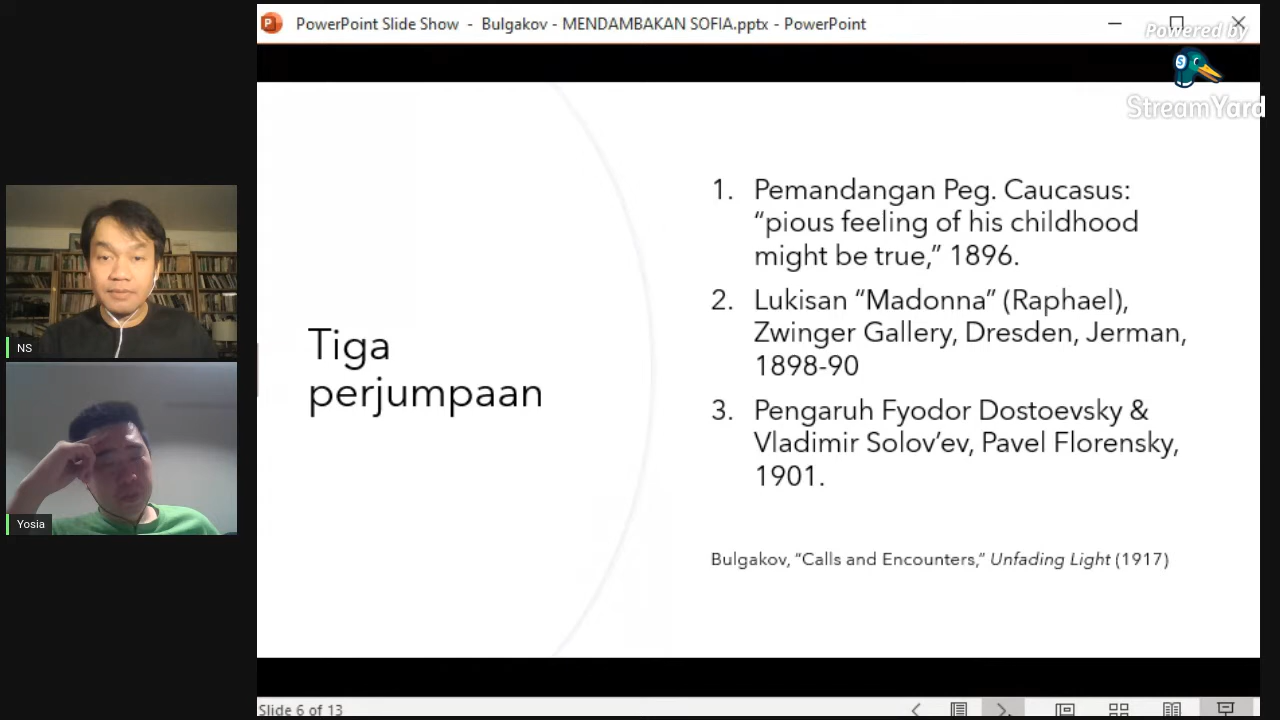 PowerPoint Slide Show - Bulgakov - MENDAMBAKAN SOFIA.pptx - PowerPoint
Powered by
StreamYard
Tiga
perjumpaan
1. Pemandangan Peg. Caucasus:
“pious feeling of his childhood
might be true,” 1896.
2. Lukisan “Madonna” (Raphael),
Zwinger Gallery, Dresden, Jerman,
1898-90
3. Pengaruh Fyodor Dostoevsky &
Vladimir Solov’ev, Pavel Florensky,
1901.
Bulgakov, “Calls and Encounters,” Unfading Light (1917)
NS
Yosia
Slide 6 of 13